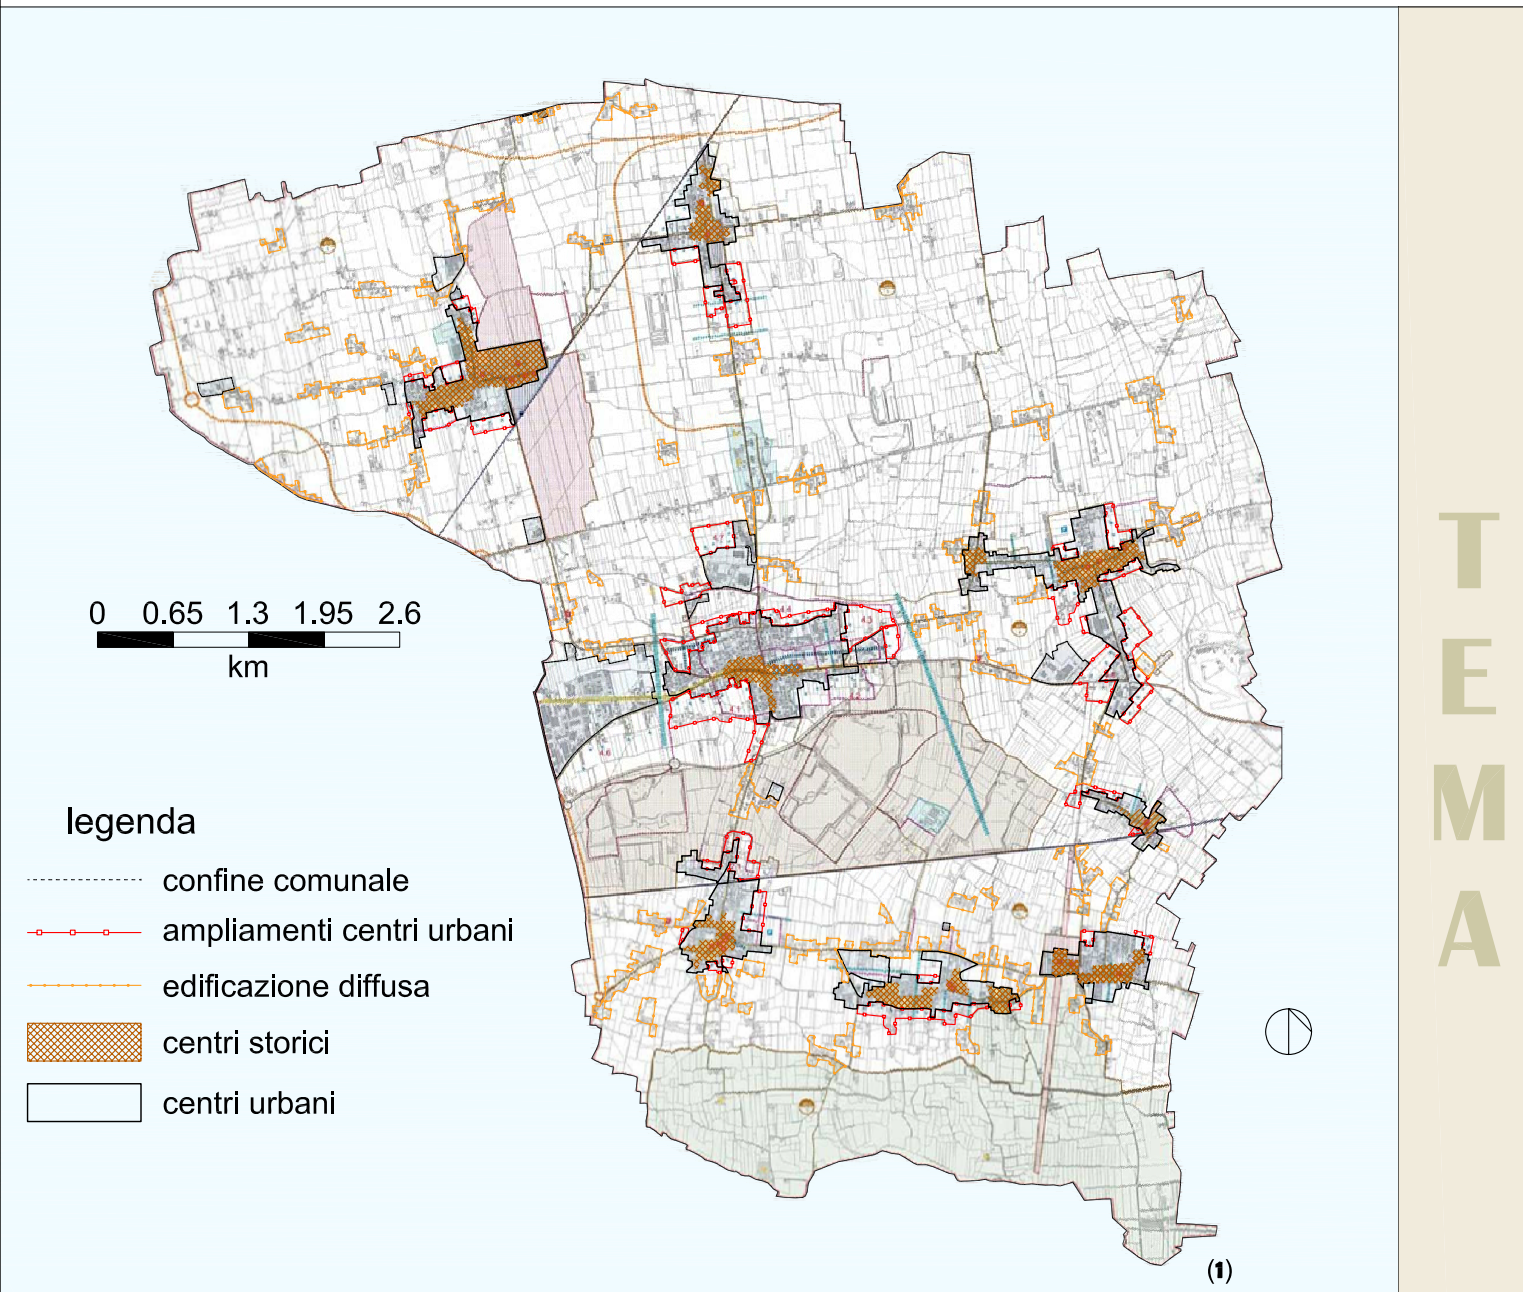 0 0.65 1.3 1.95 2.6
km
legenda
confine comunale
ampliamenti centri urbani
edificazione diffusa
centri storici
centri urbani
(1)
T
E
M
A